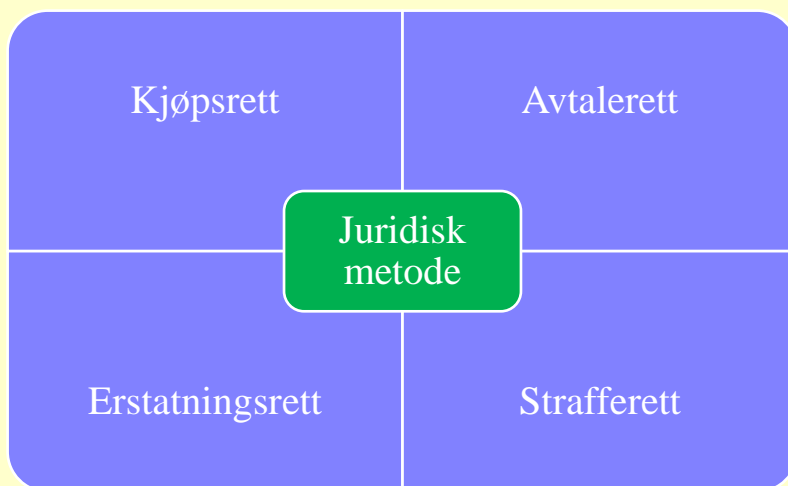 Kjøpsrett
Avtalerett
Juridisk
metode
Erstatningsrett
Strafferett